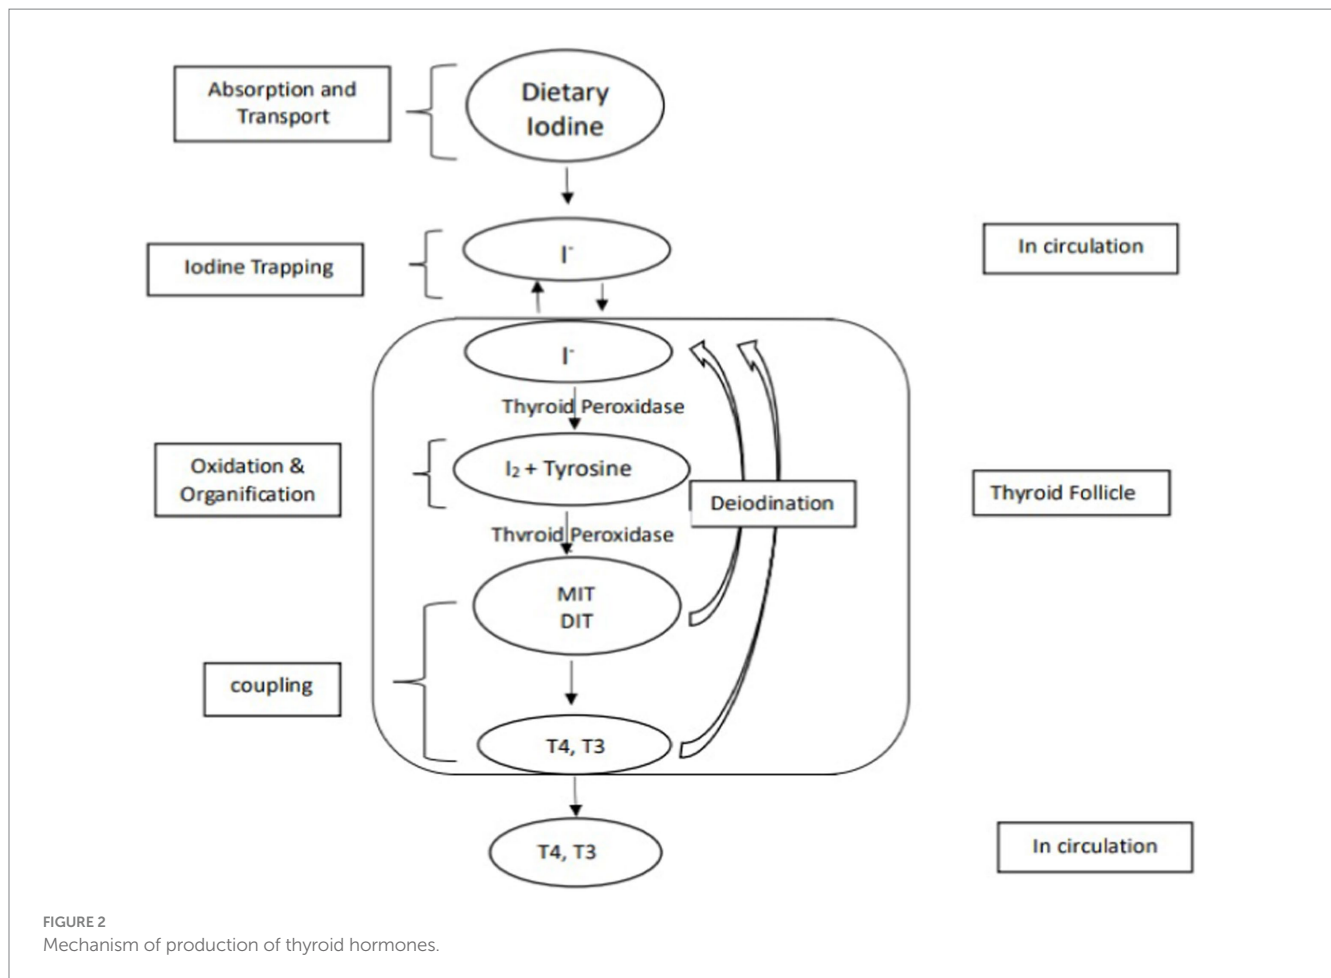 Absorption and
Transport
Dietary
Iodine
Iodine Trapping
I-
In circulation
I-
Thyroid Peroxidase
Oxidation &
Organification
I₂ + Tyrosine
Deiodination
Thyroid Follicle
Thvroid Peroxidase
MIT
DIT
coupling
T4, T3
T4, T3
In circulation
FIGURE 2
Mechanism of production of thyroid hormones.